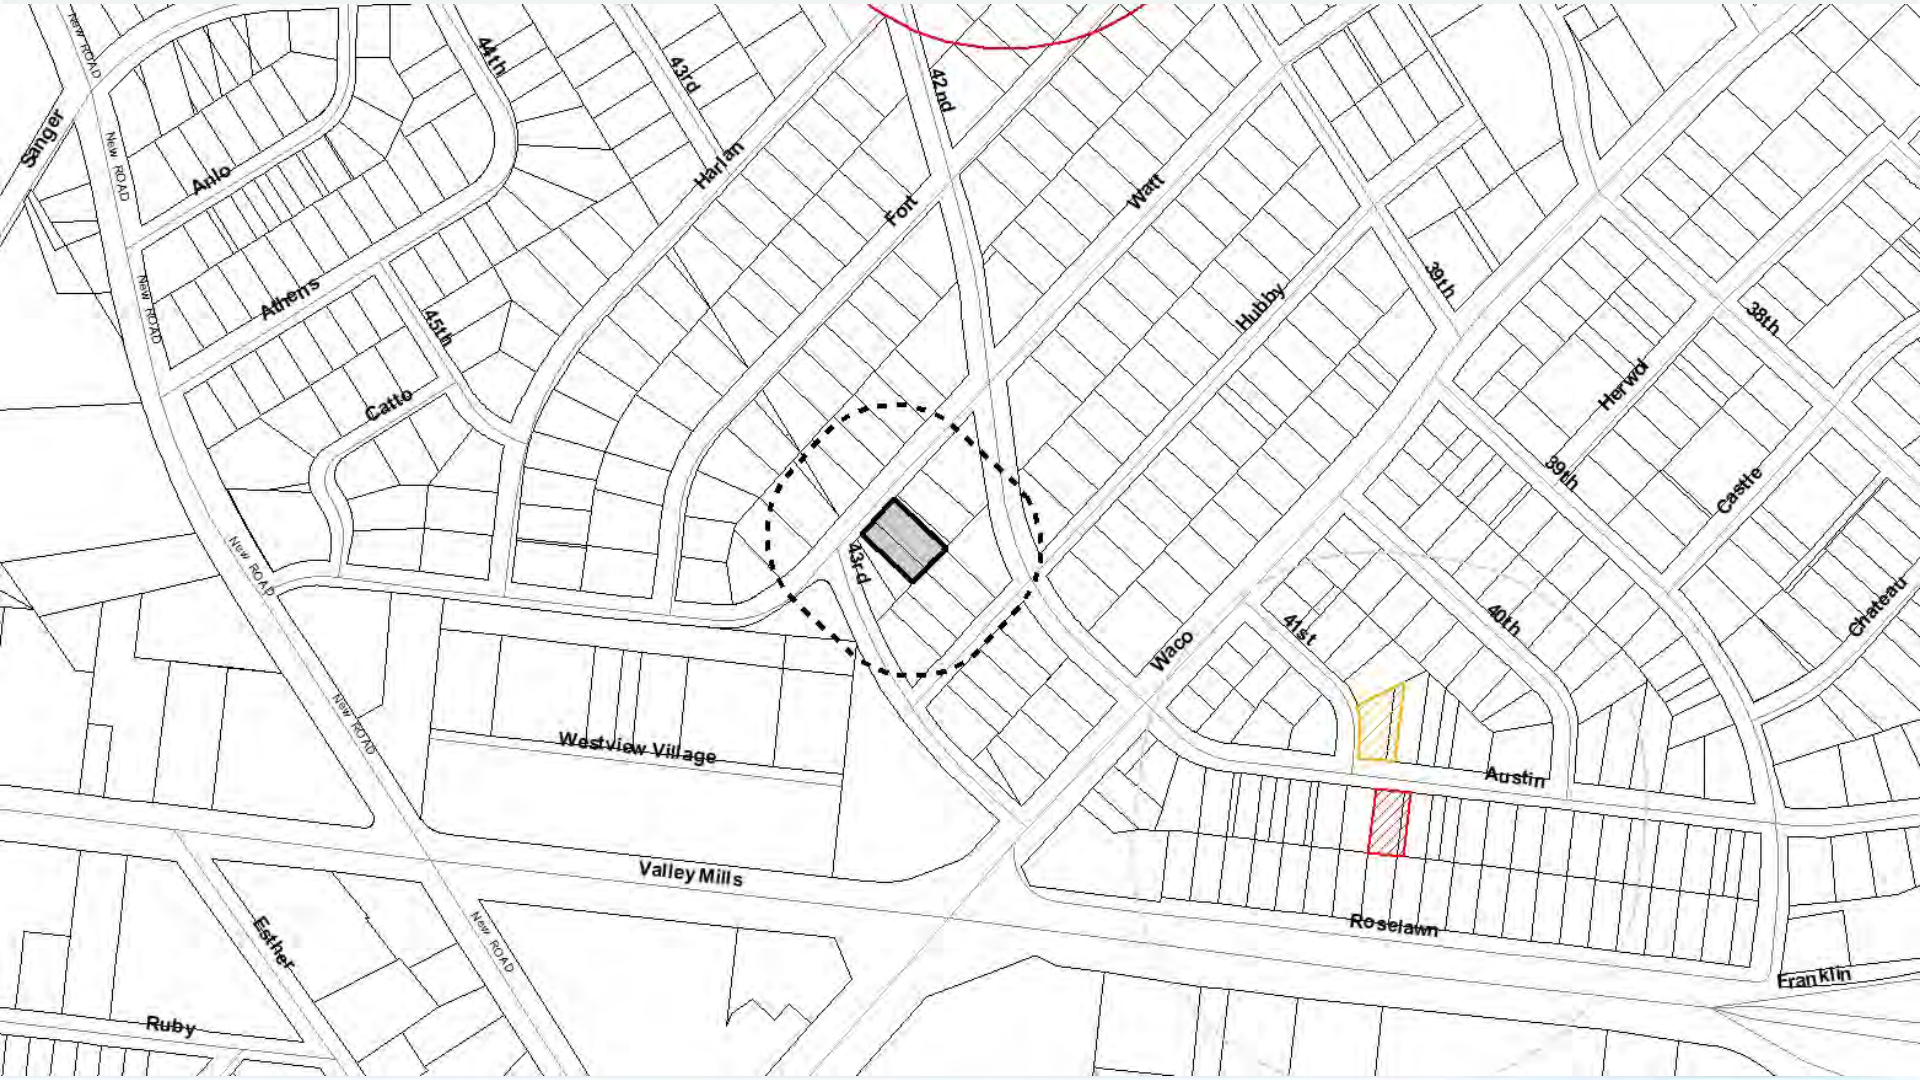 New ROAD
44th
43rd
42nd
Sanger
New ROAD
Anlo
Harlan
Fort
Watt
Athens
New ROAD
45th
Hubby
39th
38th
Catto
Herwol
39th
Castle
New ROAD
43rd
41st
40th
Chateau
Waco
New ROAD
Westview Village
Austin
Valley Mills
Esther
New ROAD
Roselawn
Franklin
Ruby